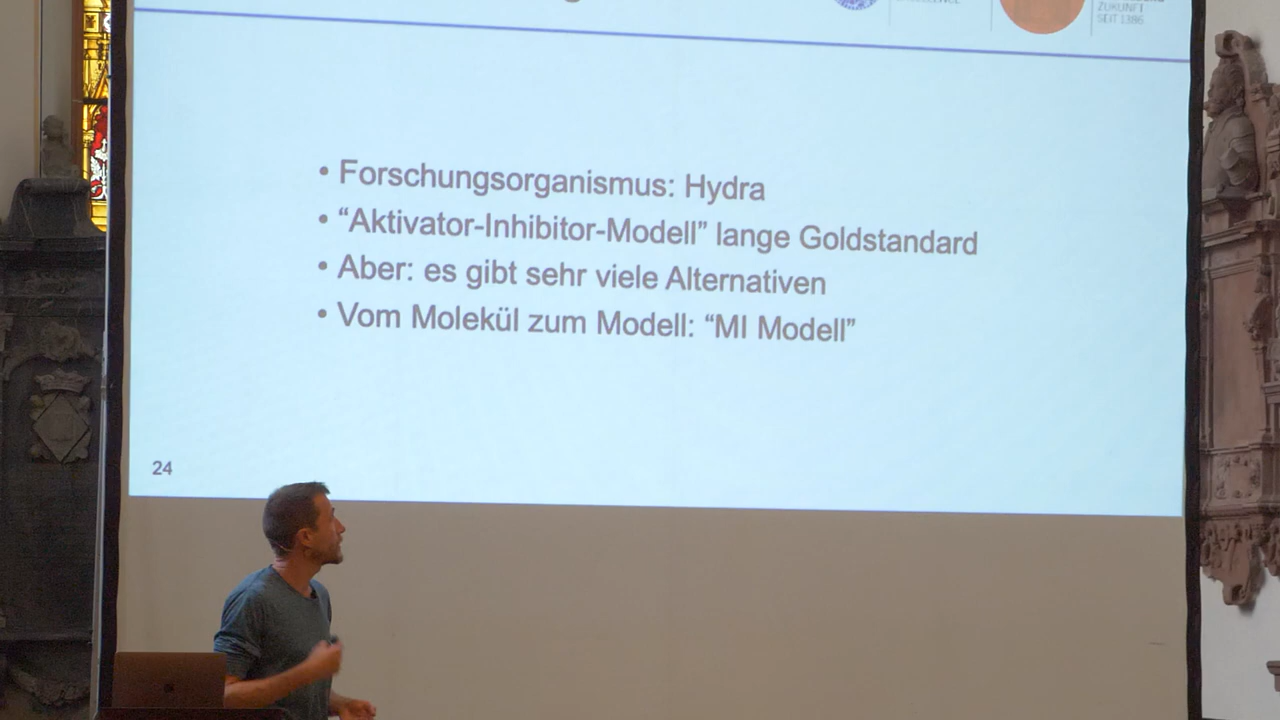 ZUKUNFT
SEIT 1386
• Forschungsorganismus: Hydra
• “Aktivator-Inhibitor-Modell” lange Goldstandard
• Aber: es gibt sehr viele Alternativen
• Vom Molekül zum Modell: “MI Modell”
24